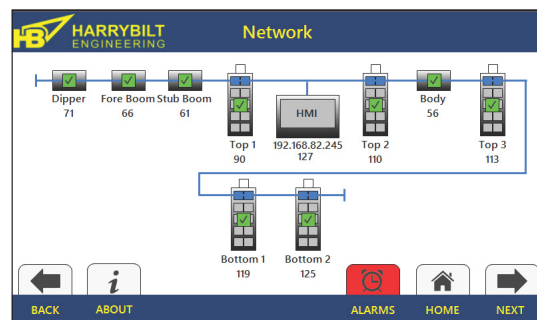 HB
HARRYBILT
ENGINEERING
Network
Dipper
71
Fore Boom
66
Stub Boom
61
Top 1
90
HMI
192.168.82.245
127
Top 2
110
Body
56
Top 3
113
Bottom 1
119
Bottom 2
125
i
BACK
ABOUT
ALARMS
HOME
NEXT